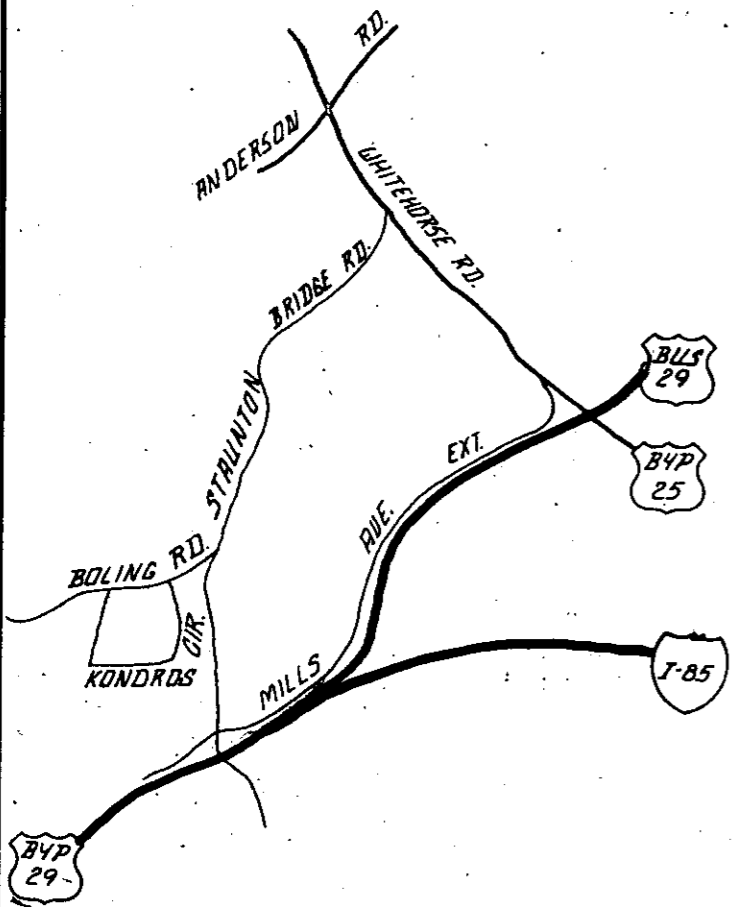 ANDERSON RD.
WHITEHORSE RD.
STAUNTON BRIDGE RD.
BUS
29
BYP
25
MILLS AVE. EXT.
BOLING RD.
KONDROS CIR.
I-85
BYP
29